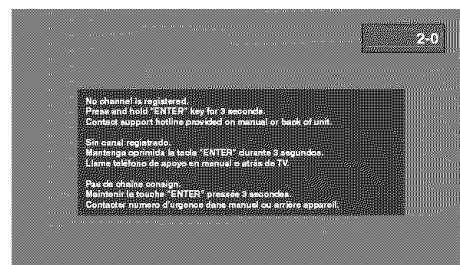 2-0
No channel is registered.
Press and hold "ENTER" key for 3 seconds.
Contact support hotline provided on manual or back of unit.
Sin canal registrado.
Mantenga oprimida la tecla "ENTER" durante 3 segundos.
Llame teléfono de apoyo en manual o atrás de TV.
Pas de chaine consign.
Maintenir la touche "ENTER" pressée 3 secondes.
Contacter numero d'urgence dans manuel ou arrière appareil.